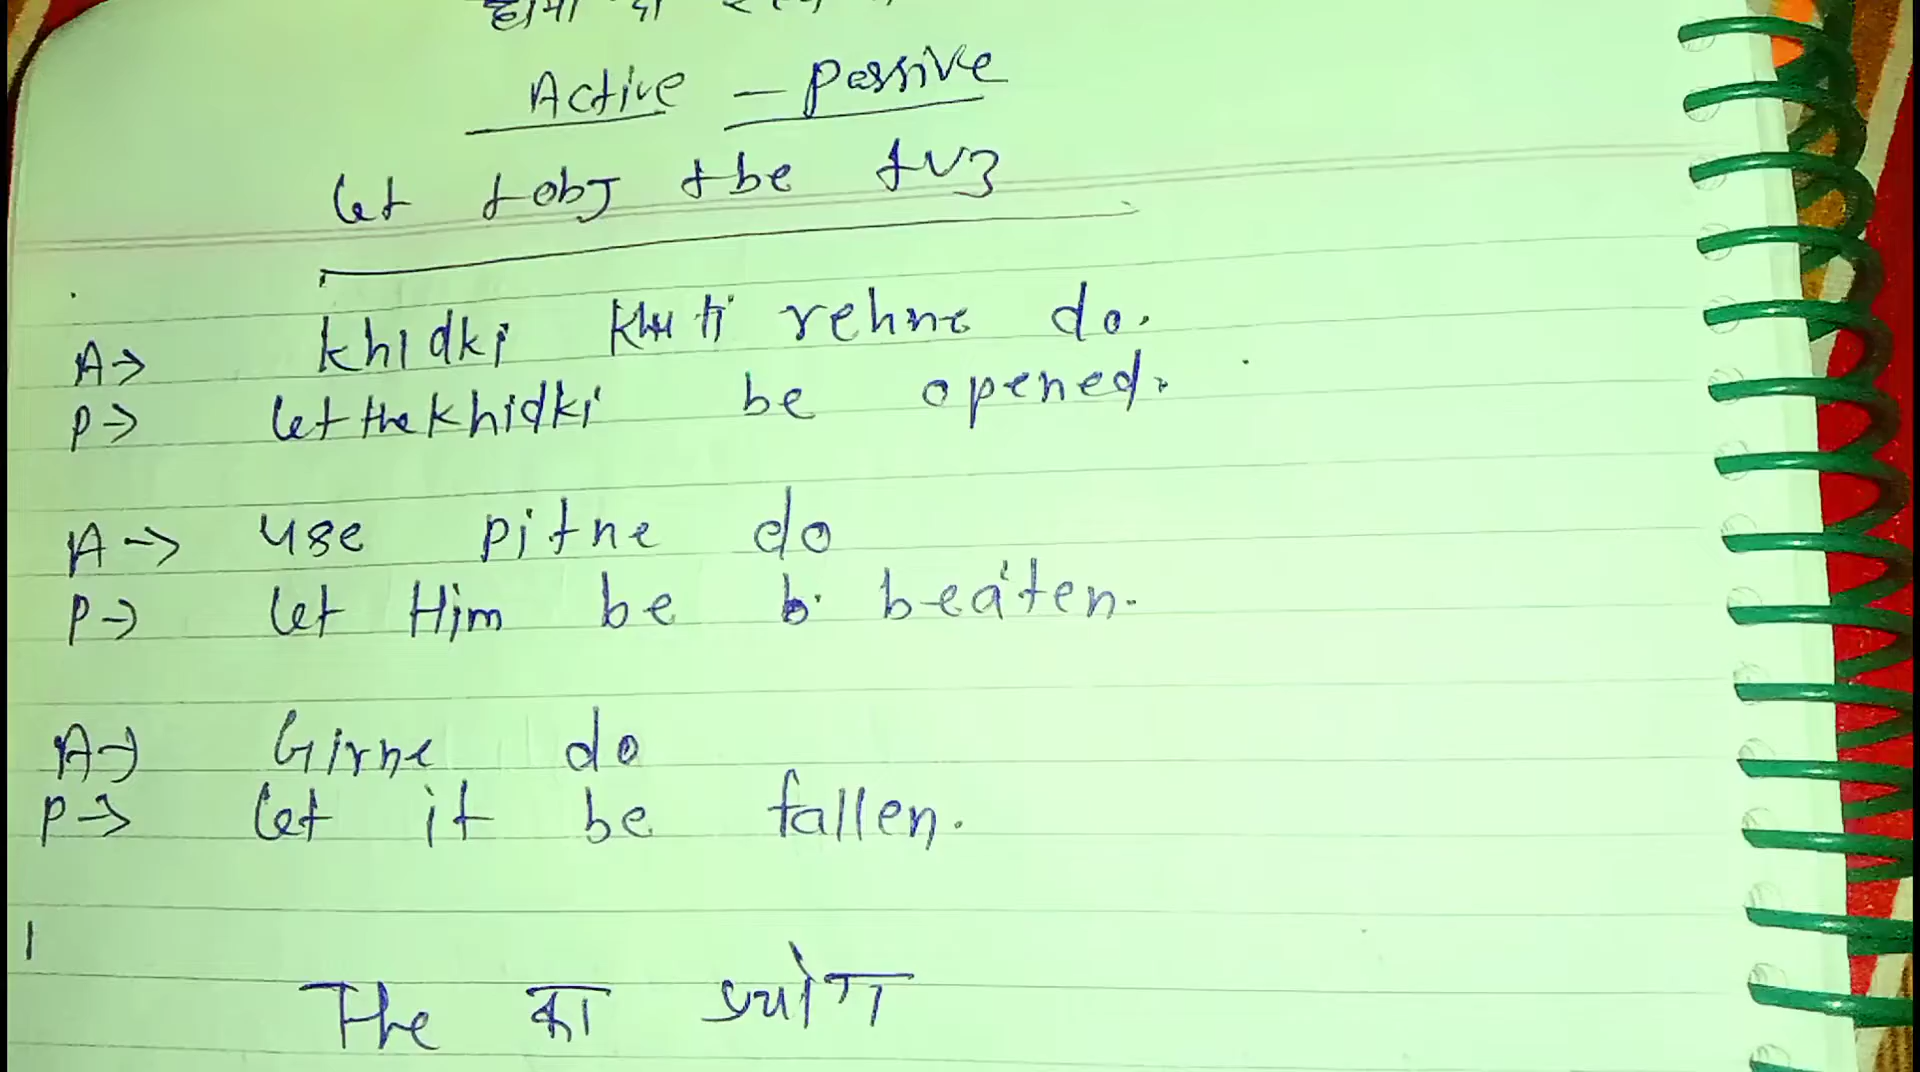 Active - passive
let + obj + be + v3
A→ khidki khuli rehne do.
P→ let the khidki be opened.
A→ use pitne do
P→ let Him be b. beaten.
A→ Girne do
P→ let it be fallen.
The का प्रयोग